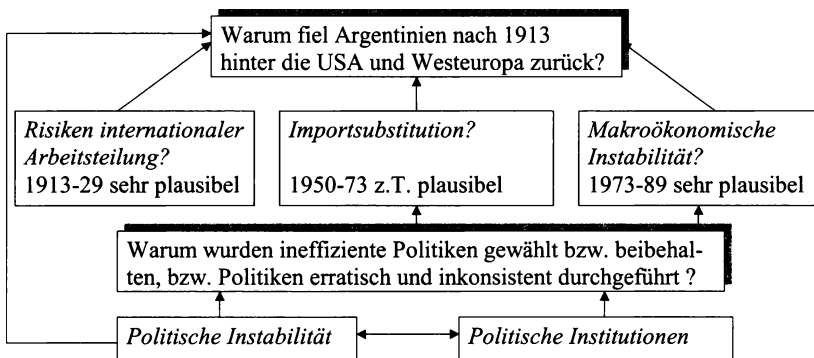 Warum fiel Argentinien nach 1913
hinter die USA und Westeuropa zurück?
Risiken internationaler
Arbeitsteilung?
1913-29 sehr plausibel
Importsubstitution?
1950-73 z.T. plausibel
Makroökonomische
Instabilität?
1973-89 sehr plausibel
Warum wurden ineffiziente Politiken gewählt bzw. beibehal-
ten, bzw. Politiken erratisch und inkonsistent durchgeführt ?
Politische Instabilität
Politische Institutionen